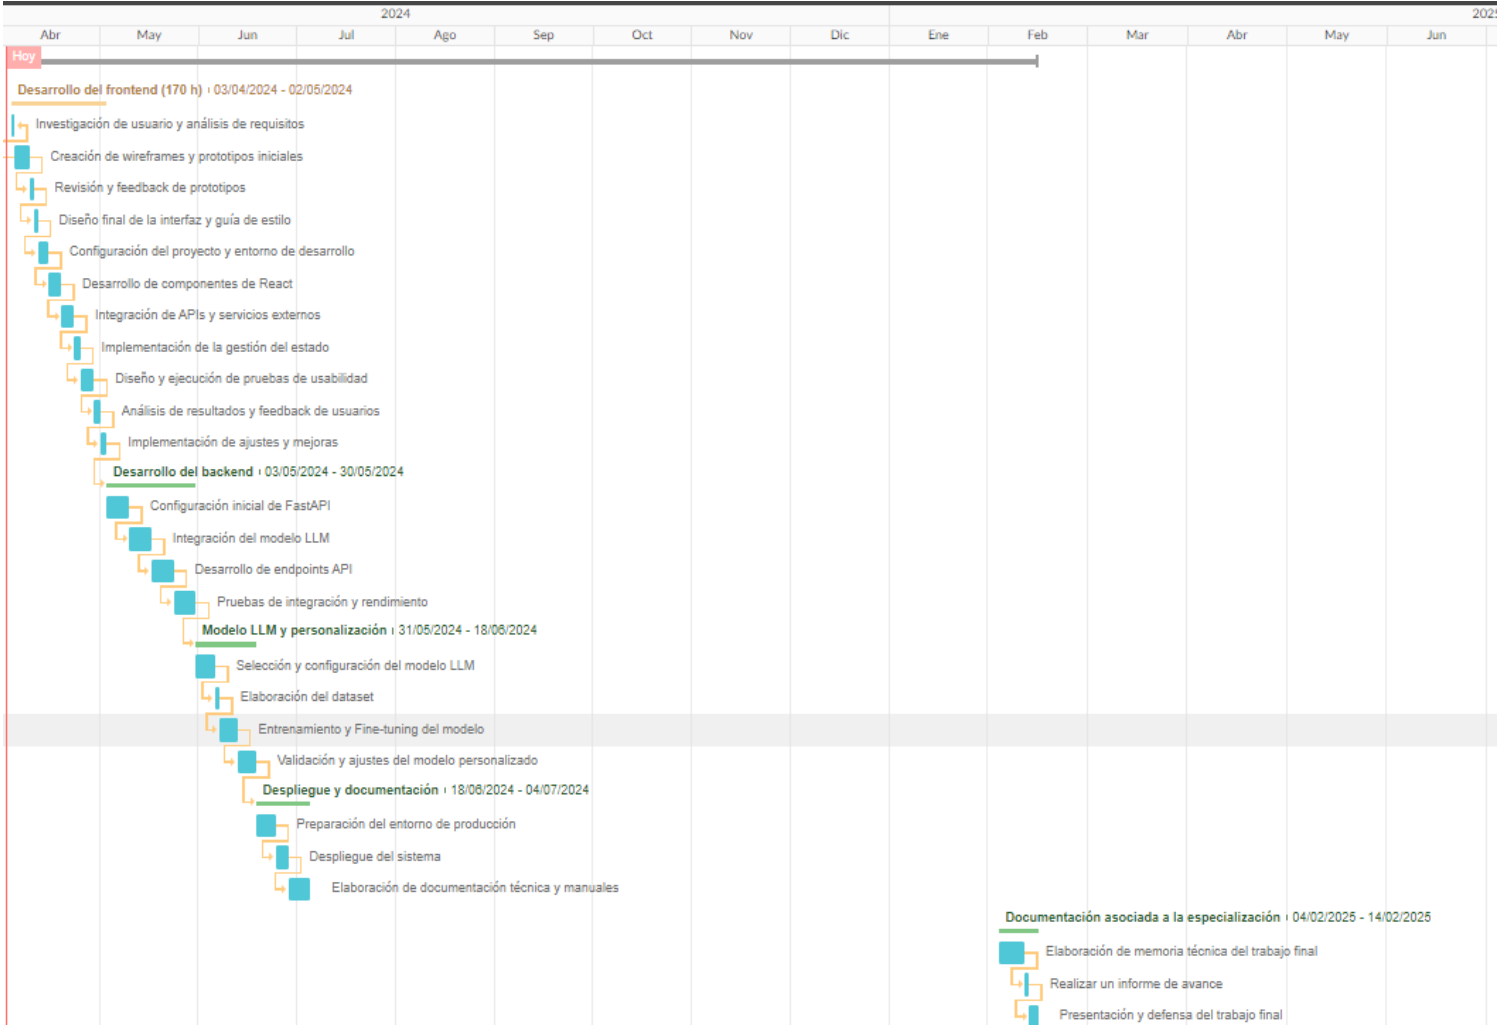 2024
2025
Abr May Jun Jul Ago Sep Oct Nov Dic Ene Feb Mar Abr May Jun
Hoy
Desarrollo del frontend (170 h) 03/04/2024 - 02/05/2024
Investigación de usuario y análisis de requisitos
Creación de wireframes y prototipos iniciales
Revisión y feedback de prototipos
Diseño final de la interfaz y guía de estilo
Configuración del proyecto y entorno de desarrollo
Desarrollo de componentes de React
Integración de APIs y servicios externos
Implementación de la gestión del estado
Diseño y ejecución de pruebas de usabilidad
Análisis de resultados y feedback de usuarios
Implementación de ajustes y mejoras
Desarrollo del backend 03/05/2024 - 30/05/2024
Configuración inicial de FastAPI
Integración del modelo LLM
Desarrollo de endpoints API
Pruebas de integración y rendimiento
Modelo LLM y personalización 31/05/2024 - 18/06/2024
Selección y configuración del modelo LLM
Elaboración del dataset
Entrenamiento y Fine-tuning del modelo
Validación y ajustes del modelo personalizado
Despliegue y documentación 18/06/2024 - 04/07/2024
Preparación del entorno de producción
Despliegue del sistema
Elaboración de documentación técnica y manuales
Documentación asociada a la especialización 04/02/2025 - 14/02/2025
Elaboración de memoria técnica del trabajo final
Realizar un informe de avance
Presentación y defensa del trabajo final